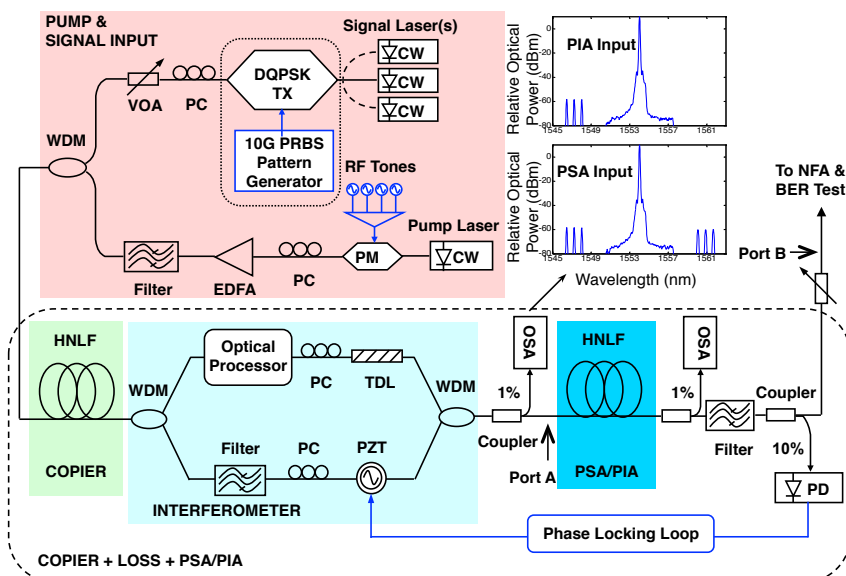 PUMP &
SIGNAL INPUT
Signal Laser(s)
CW
CW
CW
DQPSK
TX
VOA
PC
WDM
10G PRBS
Pattern
Generator
RF Tones
Pump Laser
CW
PM
PC
EDFA
Filter
Relative Optical
Power (dBm)
PIA Input
0
-40
-60
-80
1545
1549
1553
1557
1561
Relative Optical
Power (dBm)
PSA Input
0
-40
-60
-80
1545
1549
1553
1557
1561
Wavelength (nm)
To NFA &
BER Test
Port B
HNLF
COPIER
WDM
Optical
Processor
PC
TDL
WDM
Filter
PC
PZT
INTERFEROMETER
OSA
1%
Coupler
Port A
HNLF
PSA/PIA
OSA
1%
Filter
Coupler
10%
PD
Phase Locking Loop
COPIER + LOSS + PSA/PIA